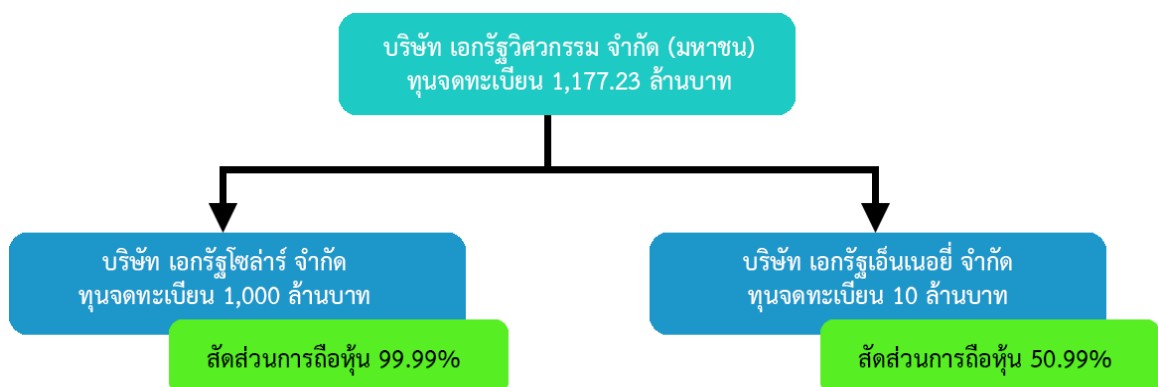 บริษัท เอกรัฐวิศวกรรม จำกัด (มหาชน)
ทุนจดทะเบียน 1,177.23 ล้านบาท
บริษัท เอกรัฐโซล่าร์ จำกัด
ทุนจดทะเบียน 1,000 ล้านบาท
สัดส่วนการถือหุ้น 99.99%
บริษัท เอกรัฐเอ็นเนอยี่ จำกัด
ทุนจดทะเบียน 10 ล้านบาท
สัดส่วนการถือหุ้น 50.99%